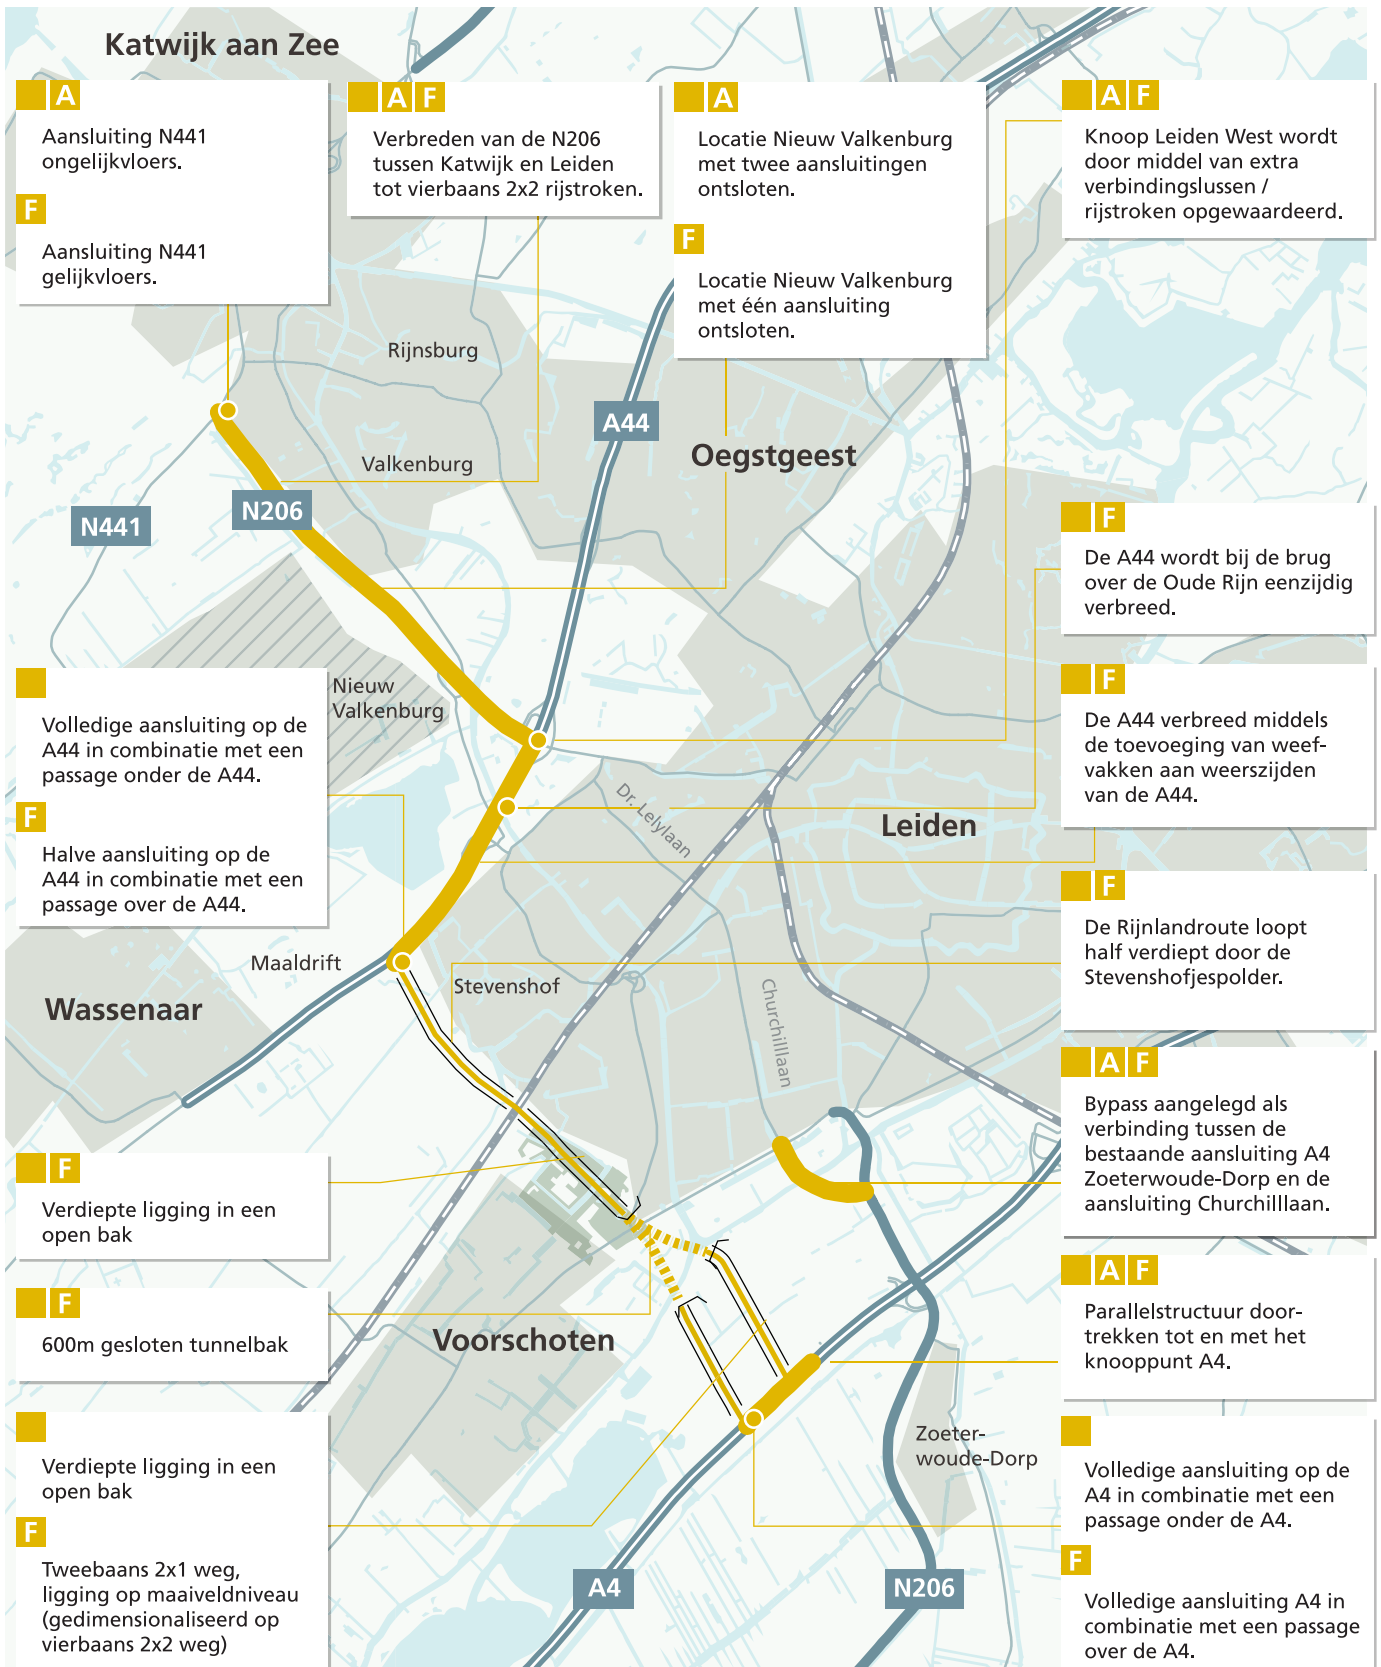 Katwijk aan Zee
A
Aansluiting N441
ongelijkvloers.
F
Aansluiting N441
gelijkvloers.
A F
Verbreden van de N206
tussen Katwijk en Leiden
tot vierbaans 2x2 rijstroken.
A
Locatie Nieuw Valkenburg
met twee aansluitingen
ontsloten.
F
Locatie Nieuw Valkenburg
met één aansluiting
ontsloten.
A F
Knoop Leiden West wordt
door middel van extra
verbindingslussen /
rijstroken opgewaardeerd.
Rijnsburg
A44
Oegstgeest
Valkenburg
N206
N441
F
De A44 wordt bij de brug
over de Oude Rijn eenzijdig
verbreed.
Nieuw
Valkenburg
Volledige aansluiting op de
A44 in combinatie met een
passage onder de A44.
F
Halve aansluiting op de
A44 in combinatie met een
passage over de A44.
F
De A44 verbreed middels
de toevoeging van weef-
vakken aan weerszijden
van de A44.
Dr. Lelylaan
Leiden
F
De Rijnlandroute loopt
half verdiept door de
Stevenshofjespolder.
Maaldrift
Stevenshof
Wassenaar
Churchilllaan
A F
Bypass aangelegd als
verbinding tussen de
bestaande aansluiting A4
Zoeterwoude-Dorp en de
aansluiting Churchilllaan.
F
Verdiepte ligging in een
open bak
F
600m gesloten tunnelbak
Voorschoten
A F
Parallelstructuur door-
trekken tot en met het
knooppunt A4.
Zoeter-
woude-Dorp
Verdiepte ligging in een
open bak
F
Tweebaans 2x1 weg,
ligging op maaiveldniveau
(gedimensionaliseerd op
vierbaans 2x2 weg)
A4
N206
Volledige aansluiting op de
A4 in combinatie met een
passage onder de A4.
F
Volledige aansluiting A4 in
combinatie met een passage
over de A4.